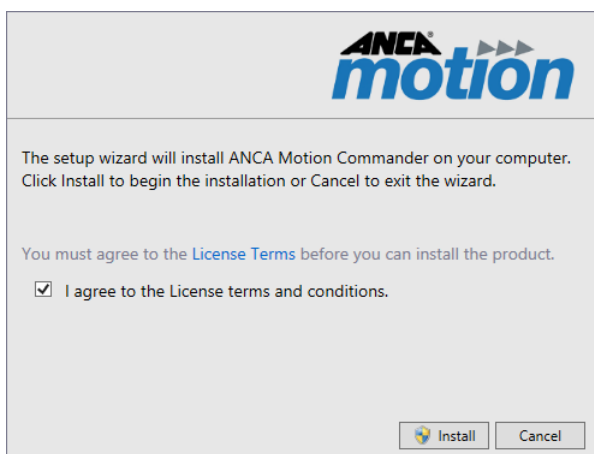 ANCA
motion
The setup wizard will install ANCA Motion Commander on your computer.
Click Install to begin the installation or Cancel to exit the wizard.
You must agree to the License Terms before you can install the product.
I agree to the License terms and conditions.
Install Cancel